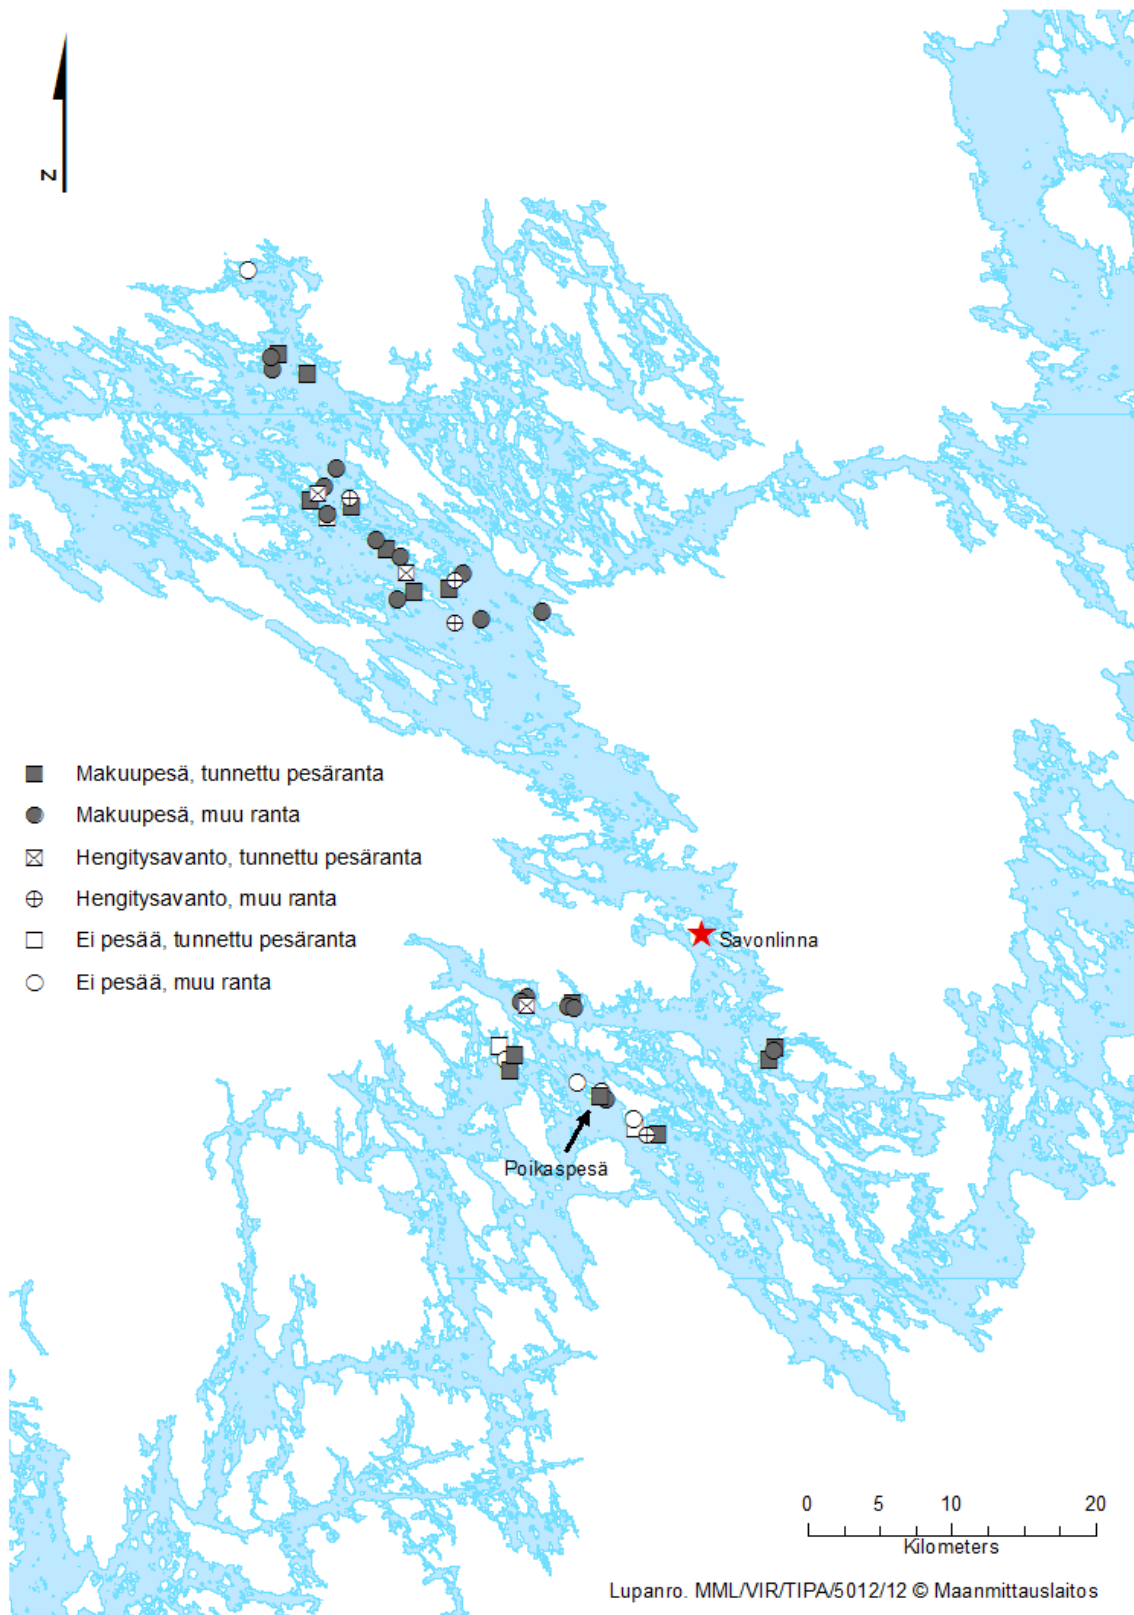 N
Makuupesä, tunnettu pesäranta
Makuupesä, muu ranta
Hengitysavanto, tunnettu pesäranta
Hengitysavanto, muu ranta
Ei pesää, tunnettu pesäranta
Ei pesää, muu ranta
Savonlinna
Poikaspesä
0 5 10 20
Kilometers
Lupanro. MML/VIR/TIPA/5012/12 © Maanmittauslaitos